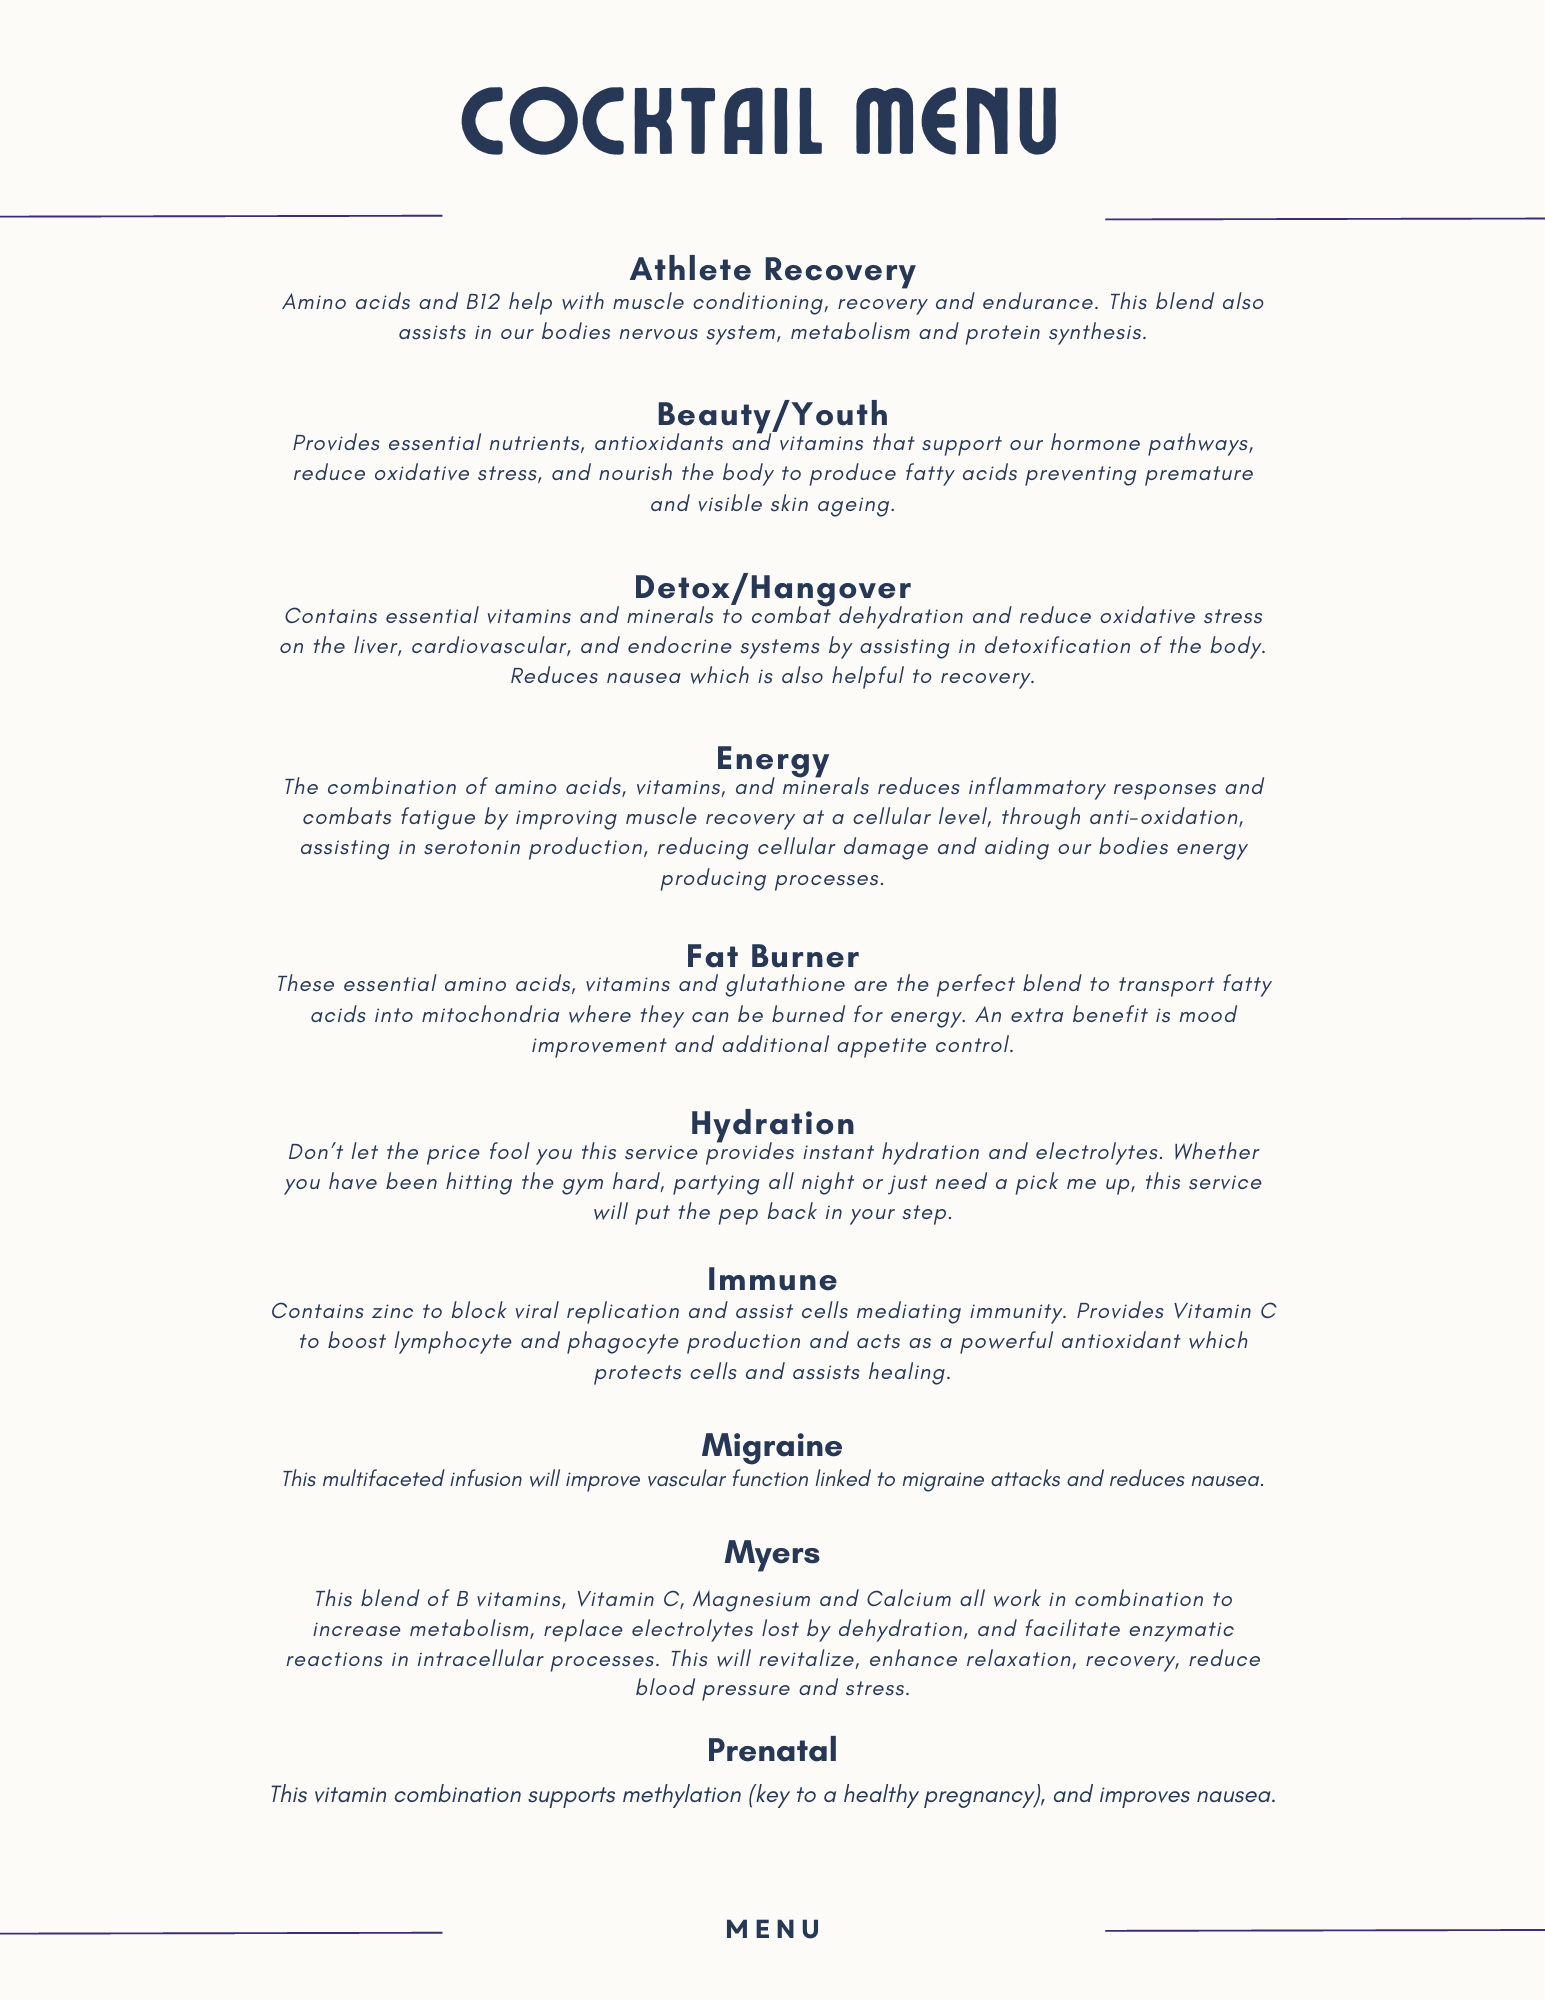 COCKTAIL MENU
Athlete Recovery
Amino acids and B12 help with muscle conditioning, recovery and endurance. This blend also
assists in our bodies nervous system, metabolism and protein synthesis.
Beauty/Youth
Provides essential nutrients, antioxidants and vitamins that support our hormone pathways,
reduce oxidative stress, and nourish the body to produce fatty acids preventing premature
and visible skin ageing.
Detox/Hangover
Contains essential vitamins and minerals to combat dehydration and reduce oxidative stress
on the liver, cardiovascular, and endocrine systems by assisting in detoxification of the body.
Reduces nausea which is also helpful to recovery.
Energy
The combination of amino acids, vitamins, and minerals reduces inflammatory responses and
combats fatigue by improving muscle recovery at a cellular level, through anti-oxidation,
assisting in serotonin production, reducing cellular damage and aiding our bodies energy
producing processes.
Fat Burner
These essential amino acids, vitamins and glutathione are the perfect blend to transport fatty
acids into mitochondria where they can be burned for energy. An extra benefit is mood
improvement and additional appetite control.
Hydration
Don't let the price fool you this service provides instant hydration and electrolytes. Whether
you have been hitting the gym hard, partying all night or just need a pick me up, this service
will put the pep back in your step.
Immune
Contains zinc to block viral replication and assist cells mediating immunity. Provides Vitamin C
to boost lymphocyte and phagocyte production and acts as a powerful antioxidant which
protects cells and assists healing.
Migraine
This multifaceted infusion will improve vascular function linked to migraine attacks and reduces nausea.
Myers
This blend of B vitamins, Vitamin C, Magnesium and Calcium all work in combination to
increase metabolism, replace electrolytes lost by dehydration, and facilitate enzymatic
reactions in intracellular processes. This will revitalize, enhance relaxation, recovery, reduce
blood pressure and stress.
Prenatal
This vitamin combination supports methylation (key to a healthy pregnancy), and improves nausea.
MENU